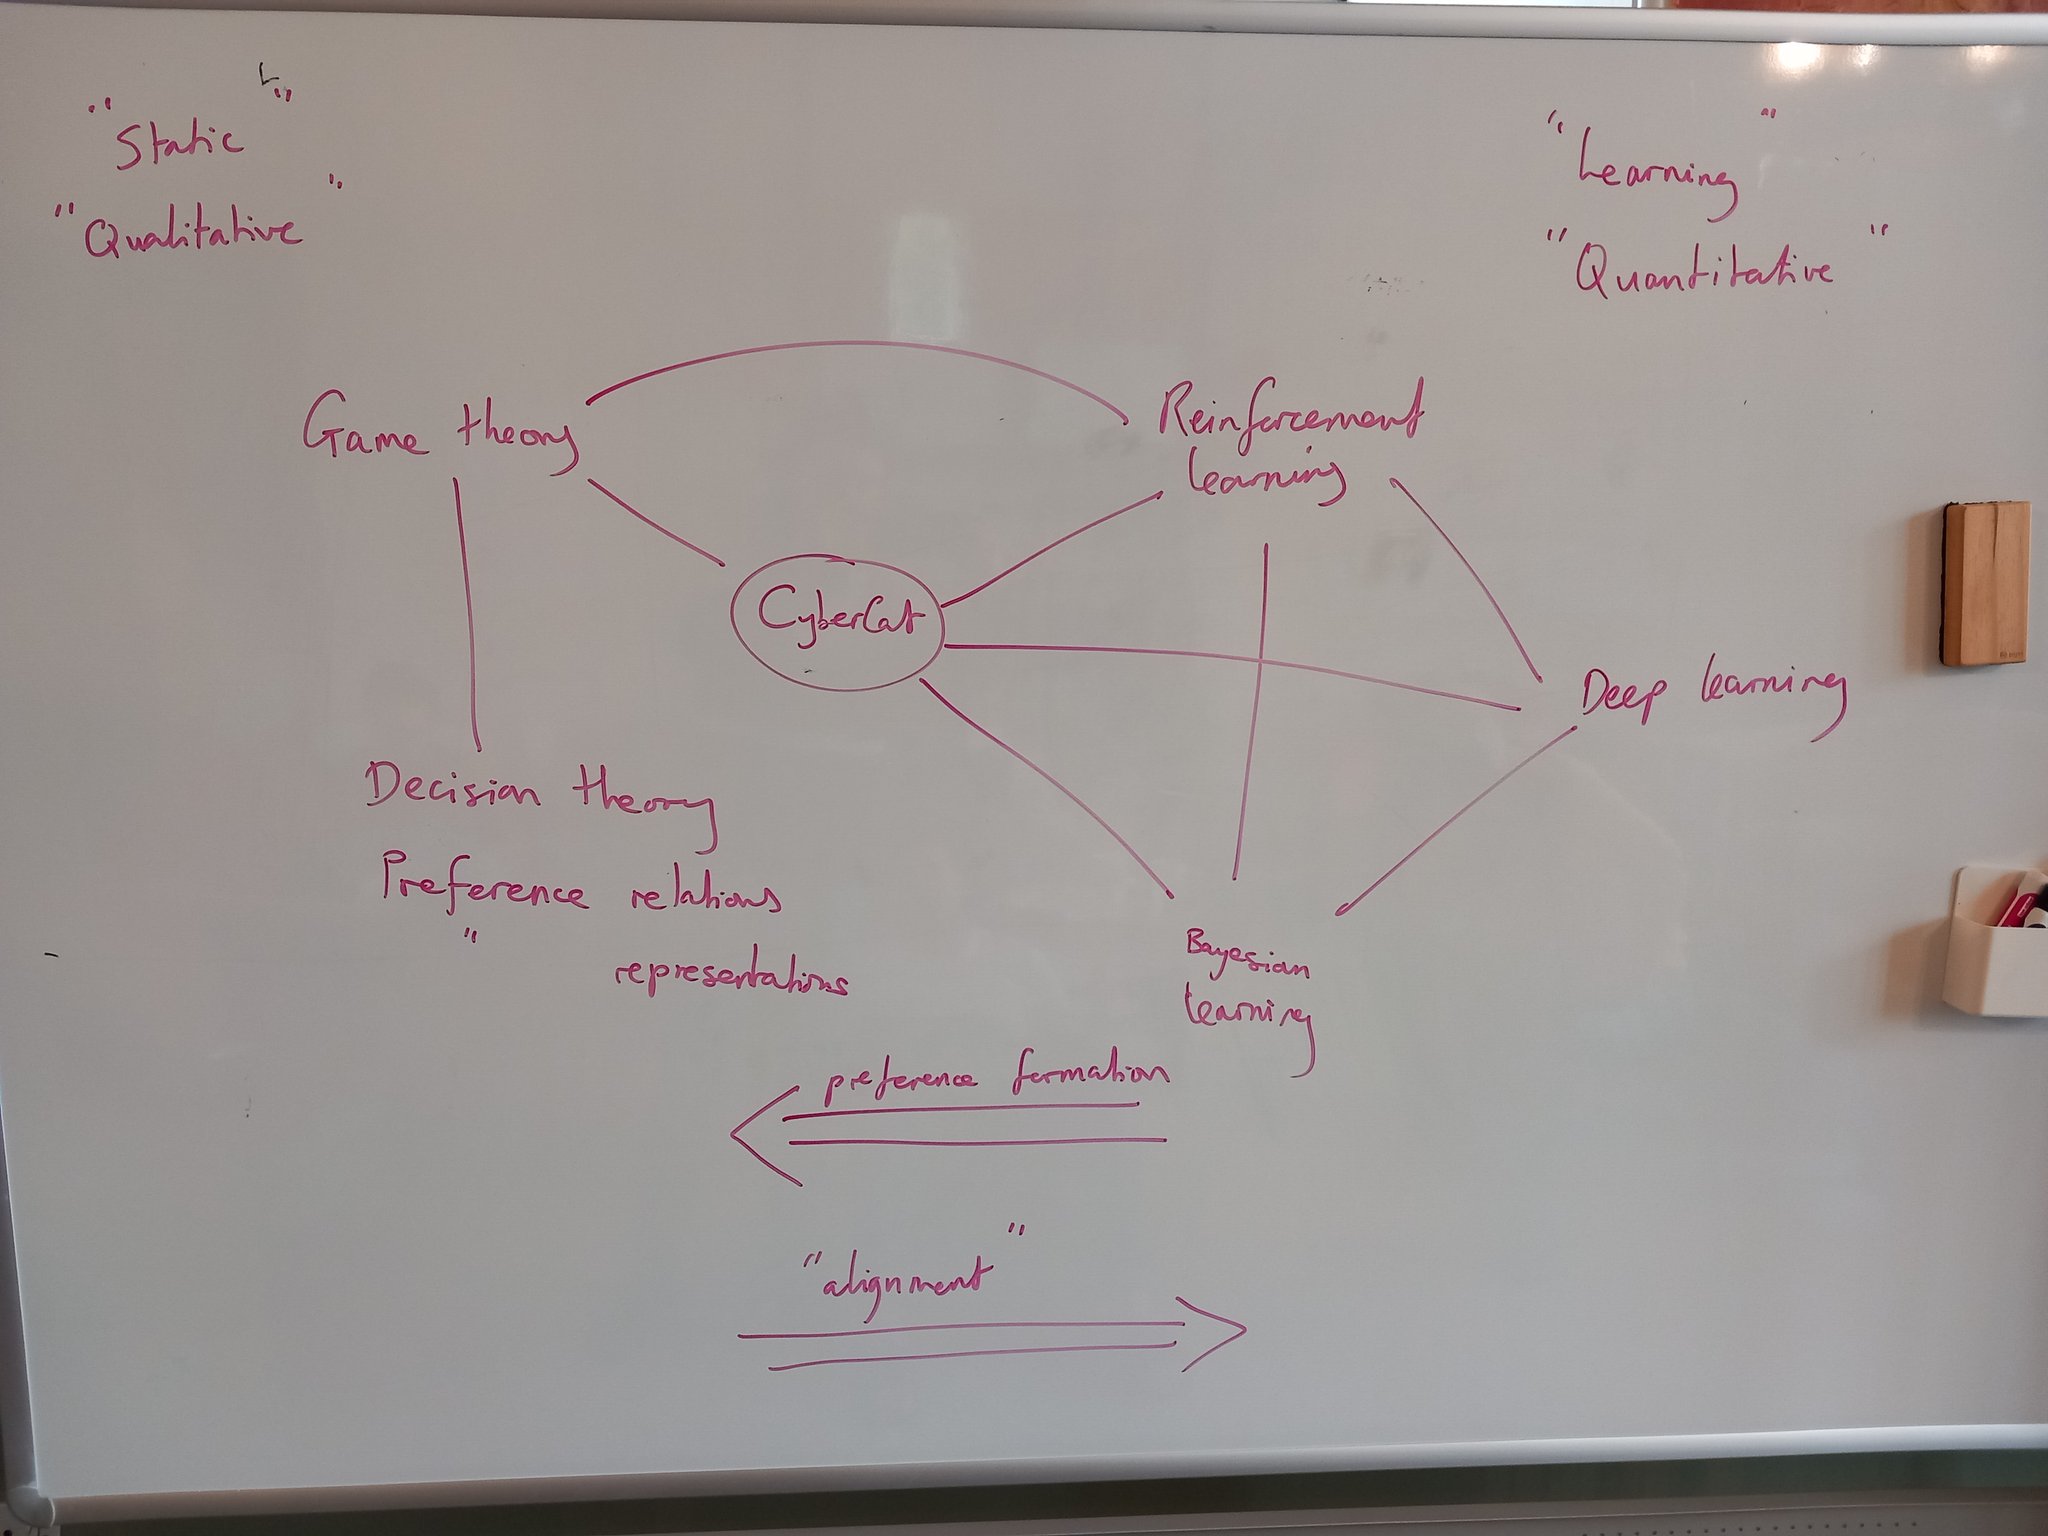 "Static"
"Qualitative"
"Learning"
"Quantitative"
Game theory
Reinforcement
learning
CyberCat
Deep learning
Decision theory
Preference relations
" representations
Bayesian
learning
preference formation
"alignment"